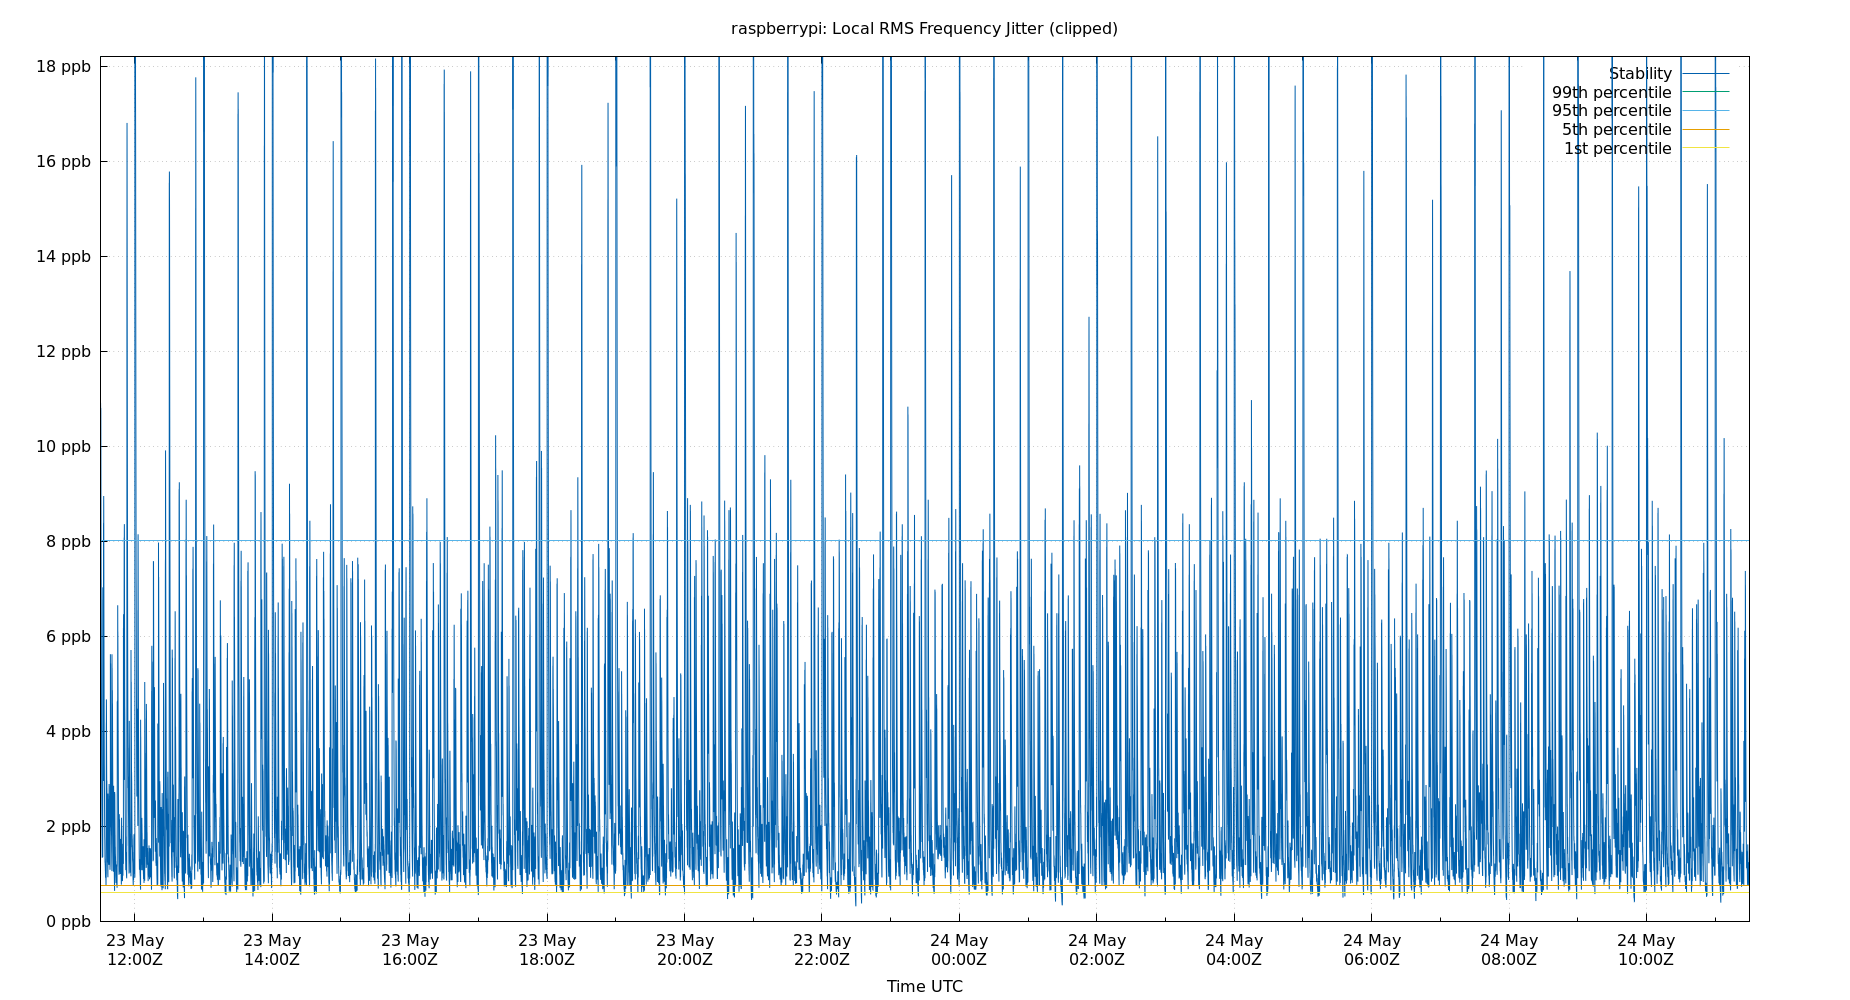 raspberrypi: Local RMS Frequency Jitter (clipped)
18 ppb
16 ppb
14 ppb
12 ppb
10 ppb
8 ppb
6 ppb
4 ppb
2 ppb
0 ppb
Stability
99th percentile
95th percentile
5th percentile
1st percentile
23 May 23 May 23 May 23 May 23 May 23 May 24 May 24 May 24 May 24 May 24 May 24 May
12:00Z 14:00Z 16:00Z 18:00Z 20:00Z 22:00Z 00:00Z 02:00Z 04:00Z 06:00Z 08:00Z 10:00Z
Time UTC